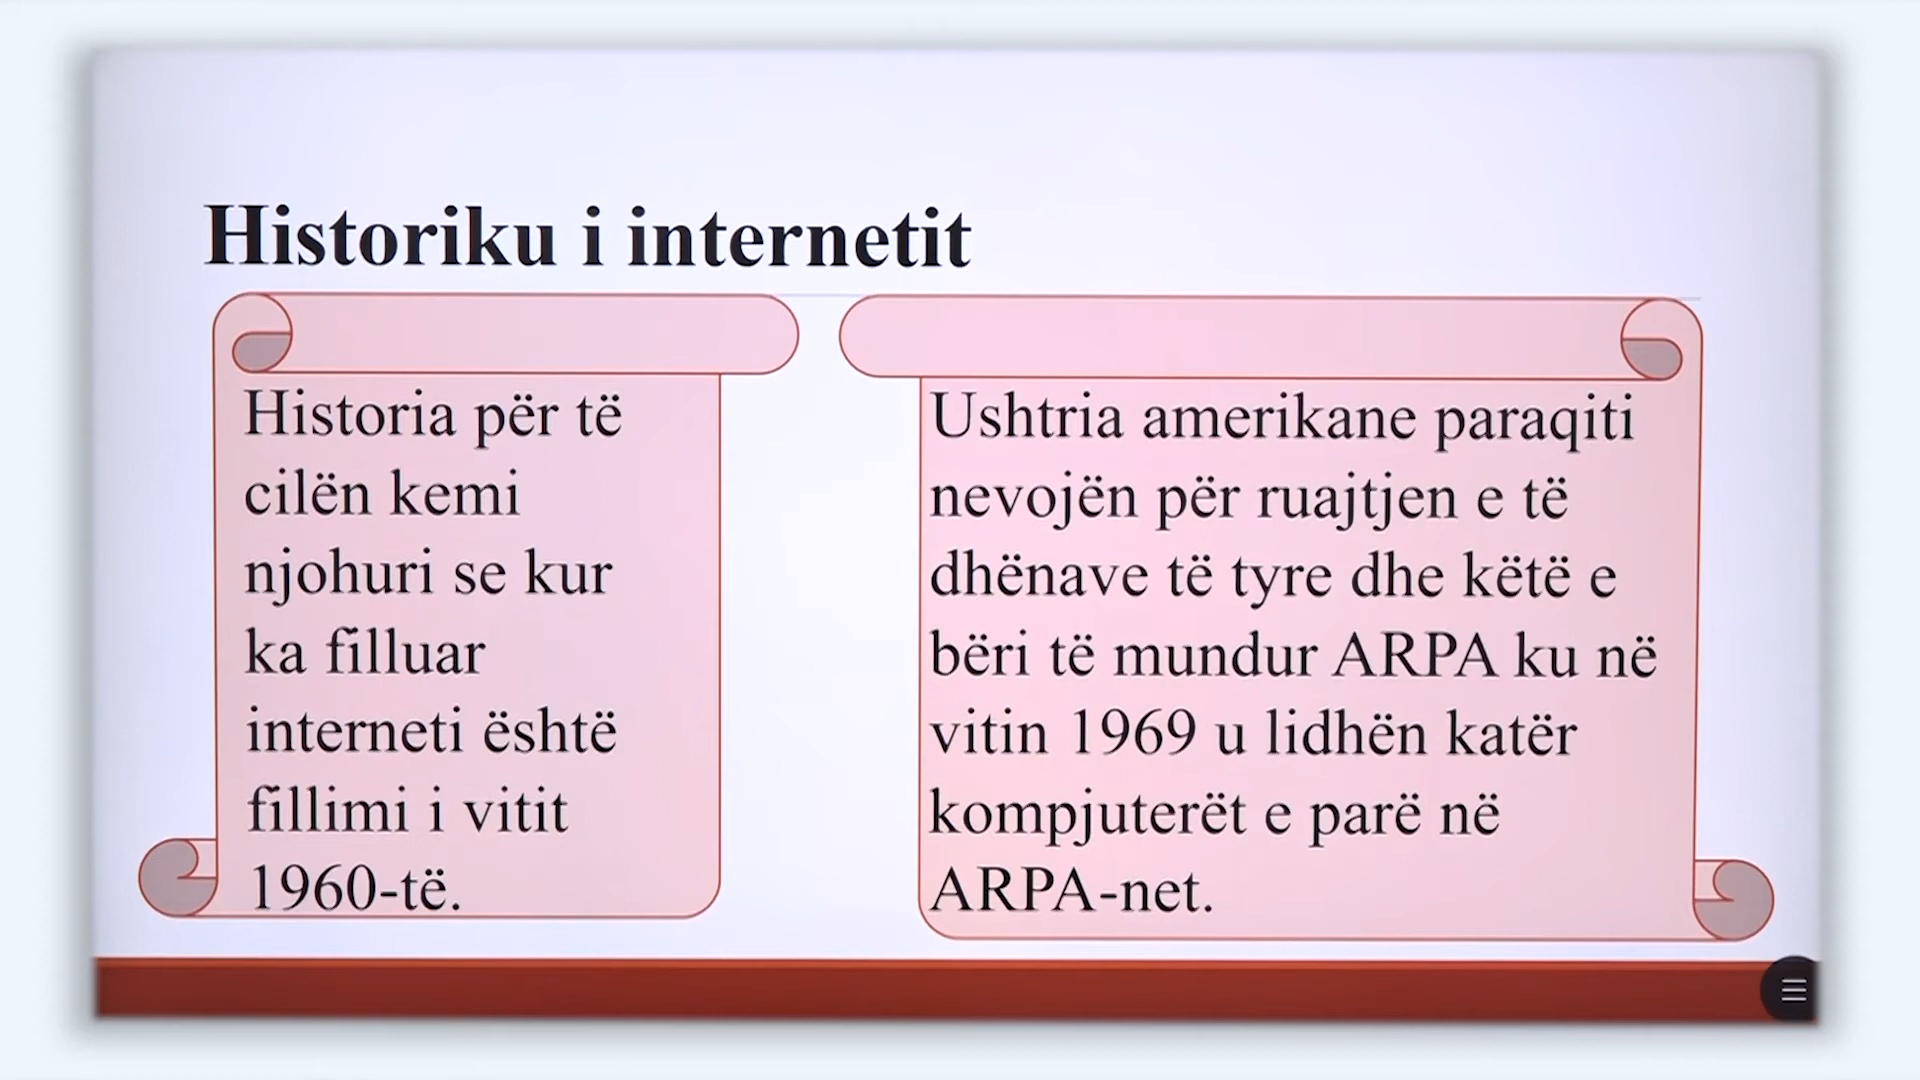 Historiku i internetit
Historia për të
cilën kemi
njohuri se kur
ka filluar
interneti është
fillimi i vitit
1960-të.
Ushtria amerikane paraqiti
nevojën për ruajtjen e të
dhënave të tyre dhe këtë e
bëri të mundur ARPA ku në
vitin 1969 u lidhën katër
kompjuterët e parë në
ARPA-net.